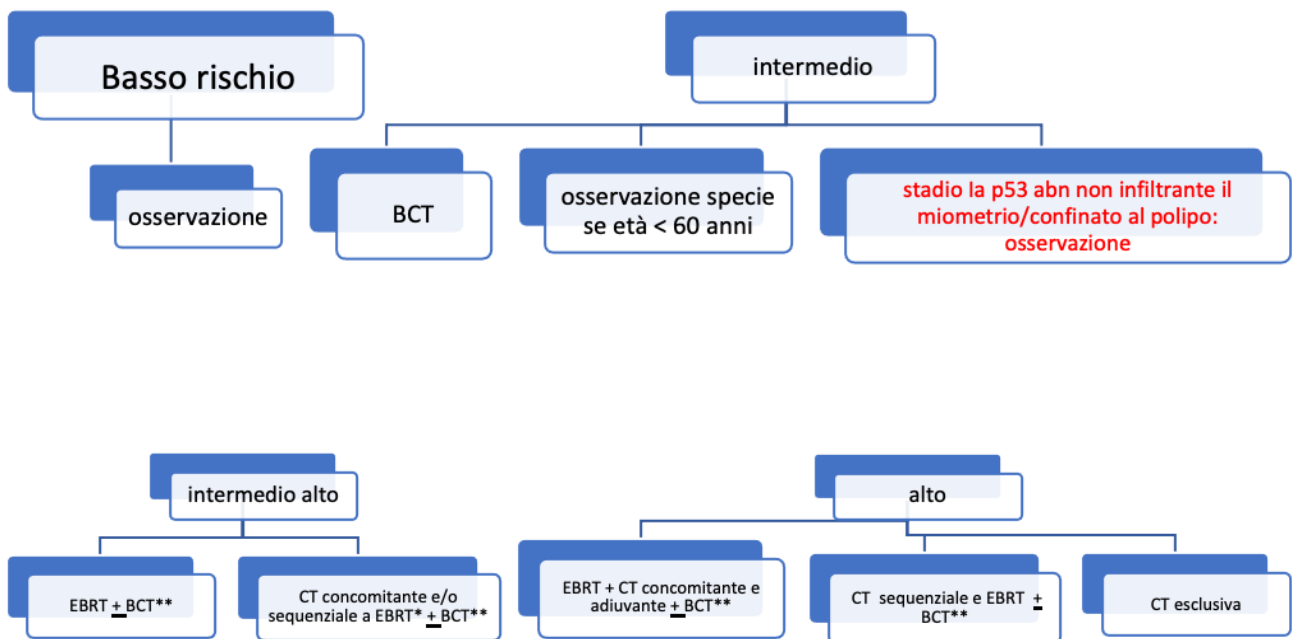 Basso rischio
osservazione
intermedio
BCT
osservazione specie
se età < 60 anni
stadio la p53 abn non infiltrante il
miometrio/confinato al polipo:
osservazione
intermedio alto
EBRT + BCT**
CT concomitante e/o
sequenziale a EBRT* + BCT**
alto
EBRT + CT concomitante e
adiuvante + BCT**
CT sequenziale e EBRT +
BCT**
CT esclusiva